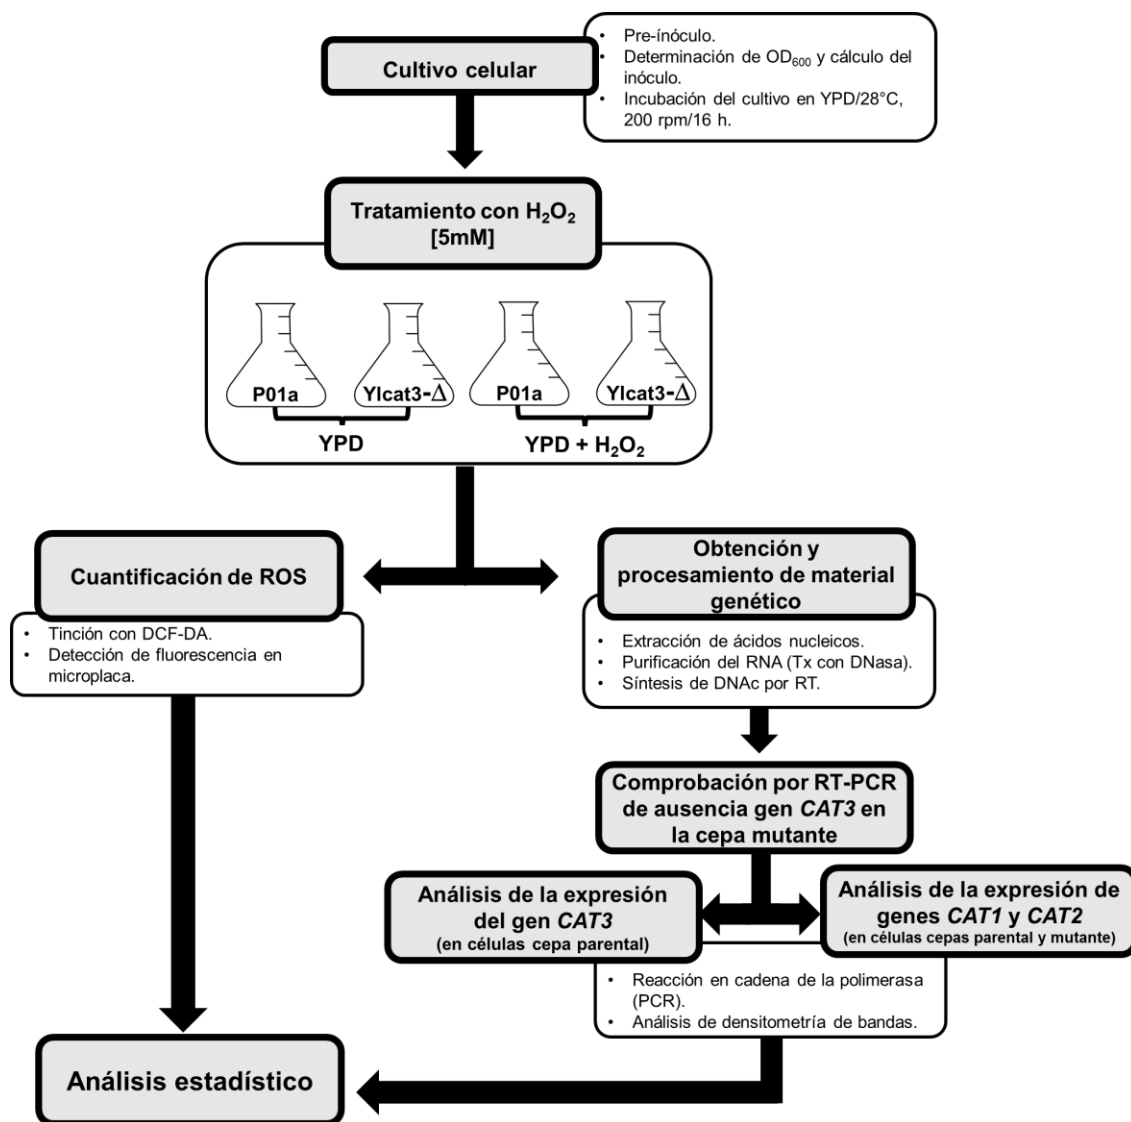 Cultivo celular
• Pre-ínóculo.
• Determinación de OD₆₀₀ y cálculo del
inóculo.
• Incubación del cultivo en YPD/28°C,
200 rpm/16 h.
Tratamiento con H₂O₂
[5mM]
P01a
Ylcat3-Δ
P01a
Ylcat3-Δ
YPD
YPD + H₂O₂
Cuantificación de ROS
• Tinción con DCF-DA.
• Detección de fluorescencia en
microplaca.
Obtención y
procesamiento de material
genético
• Extracción de ácidos nucleicos.
• Purificación del RNA (Tx con DNasa).
• Síntesis de DNAc por RT.
Comprobación por RT-PCR
de ausencia gen CAT3 en
la cepa mutante
Análisis de la expresión
del gen CAT3
(en células cepa parental)
Análisis de la expresión de
genes CAT1 y CAT2
(en células cepas parental y mutante)
• Reacción en cadena de la polimerasa
(PCR).
• Análisis de densitometría de bandas.
Análisis estadístico